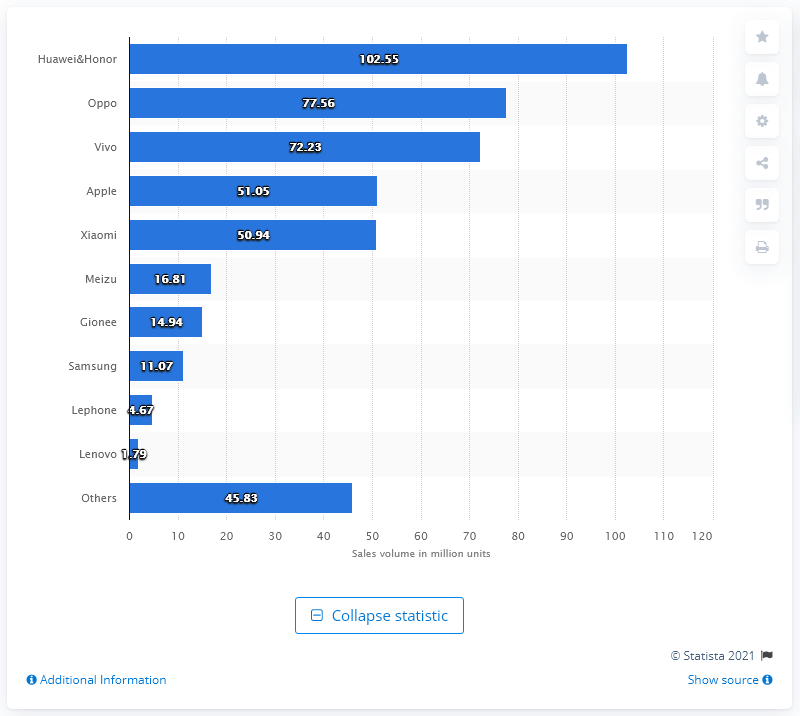 Huawei&Honor 102.55
Oppo 77.56
Vivo 72.23
Apple 51.05
Xiaomi 50.94
Meizu 16.81
Gionee 14.94
Samsung 11.07
Lephone 4.67
Lenovo 1.79
Others 45.83
0 10 20 30 40 50 60 70 80 90 100 110 120
Sales volume in million units
Collapse statistic
© Statista 2021
Additional Information Show source